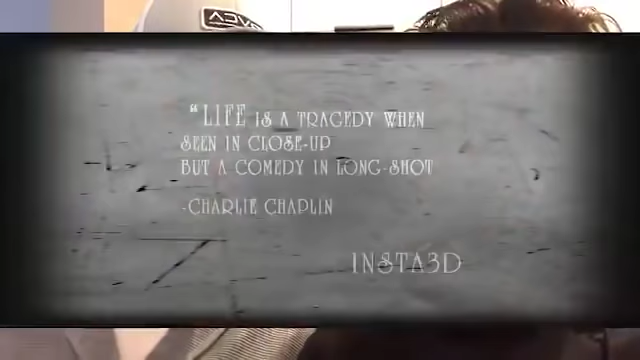 “LIFE IS A TRAGEDY WHEN
SEEN IN CLOSE-UP
BUT A COMEDY IN LONG-SHOT
-CHARLIE CHAPLIN
INSTA3D